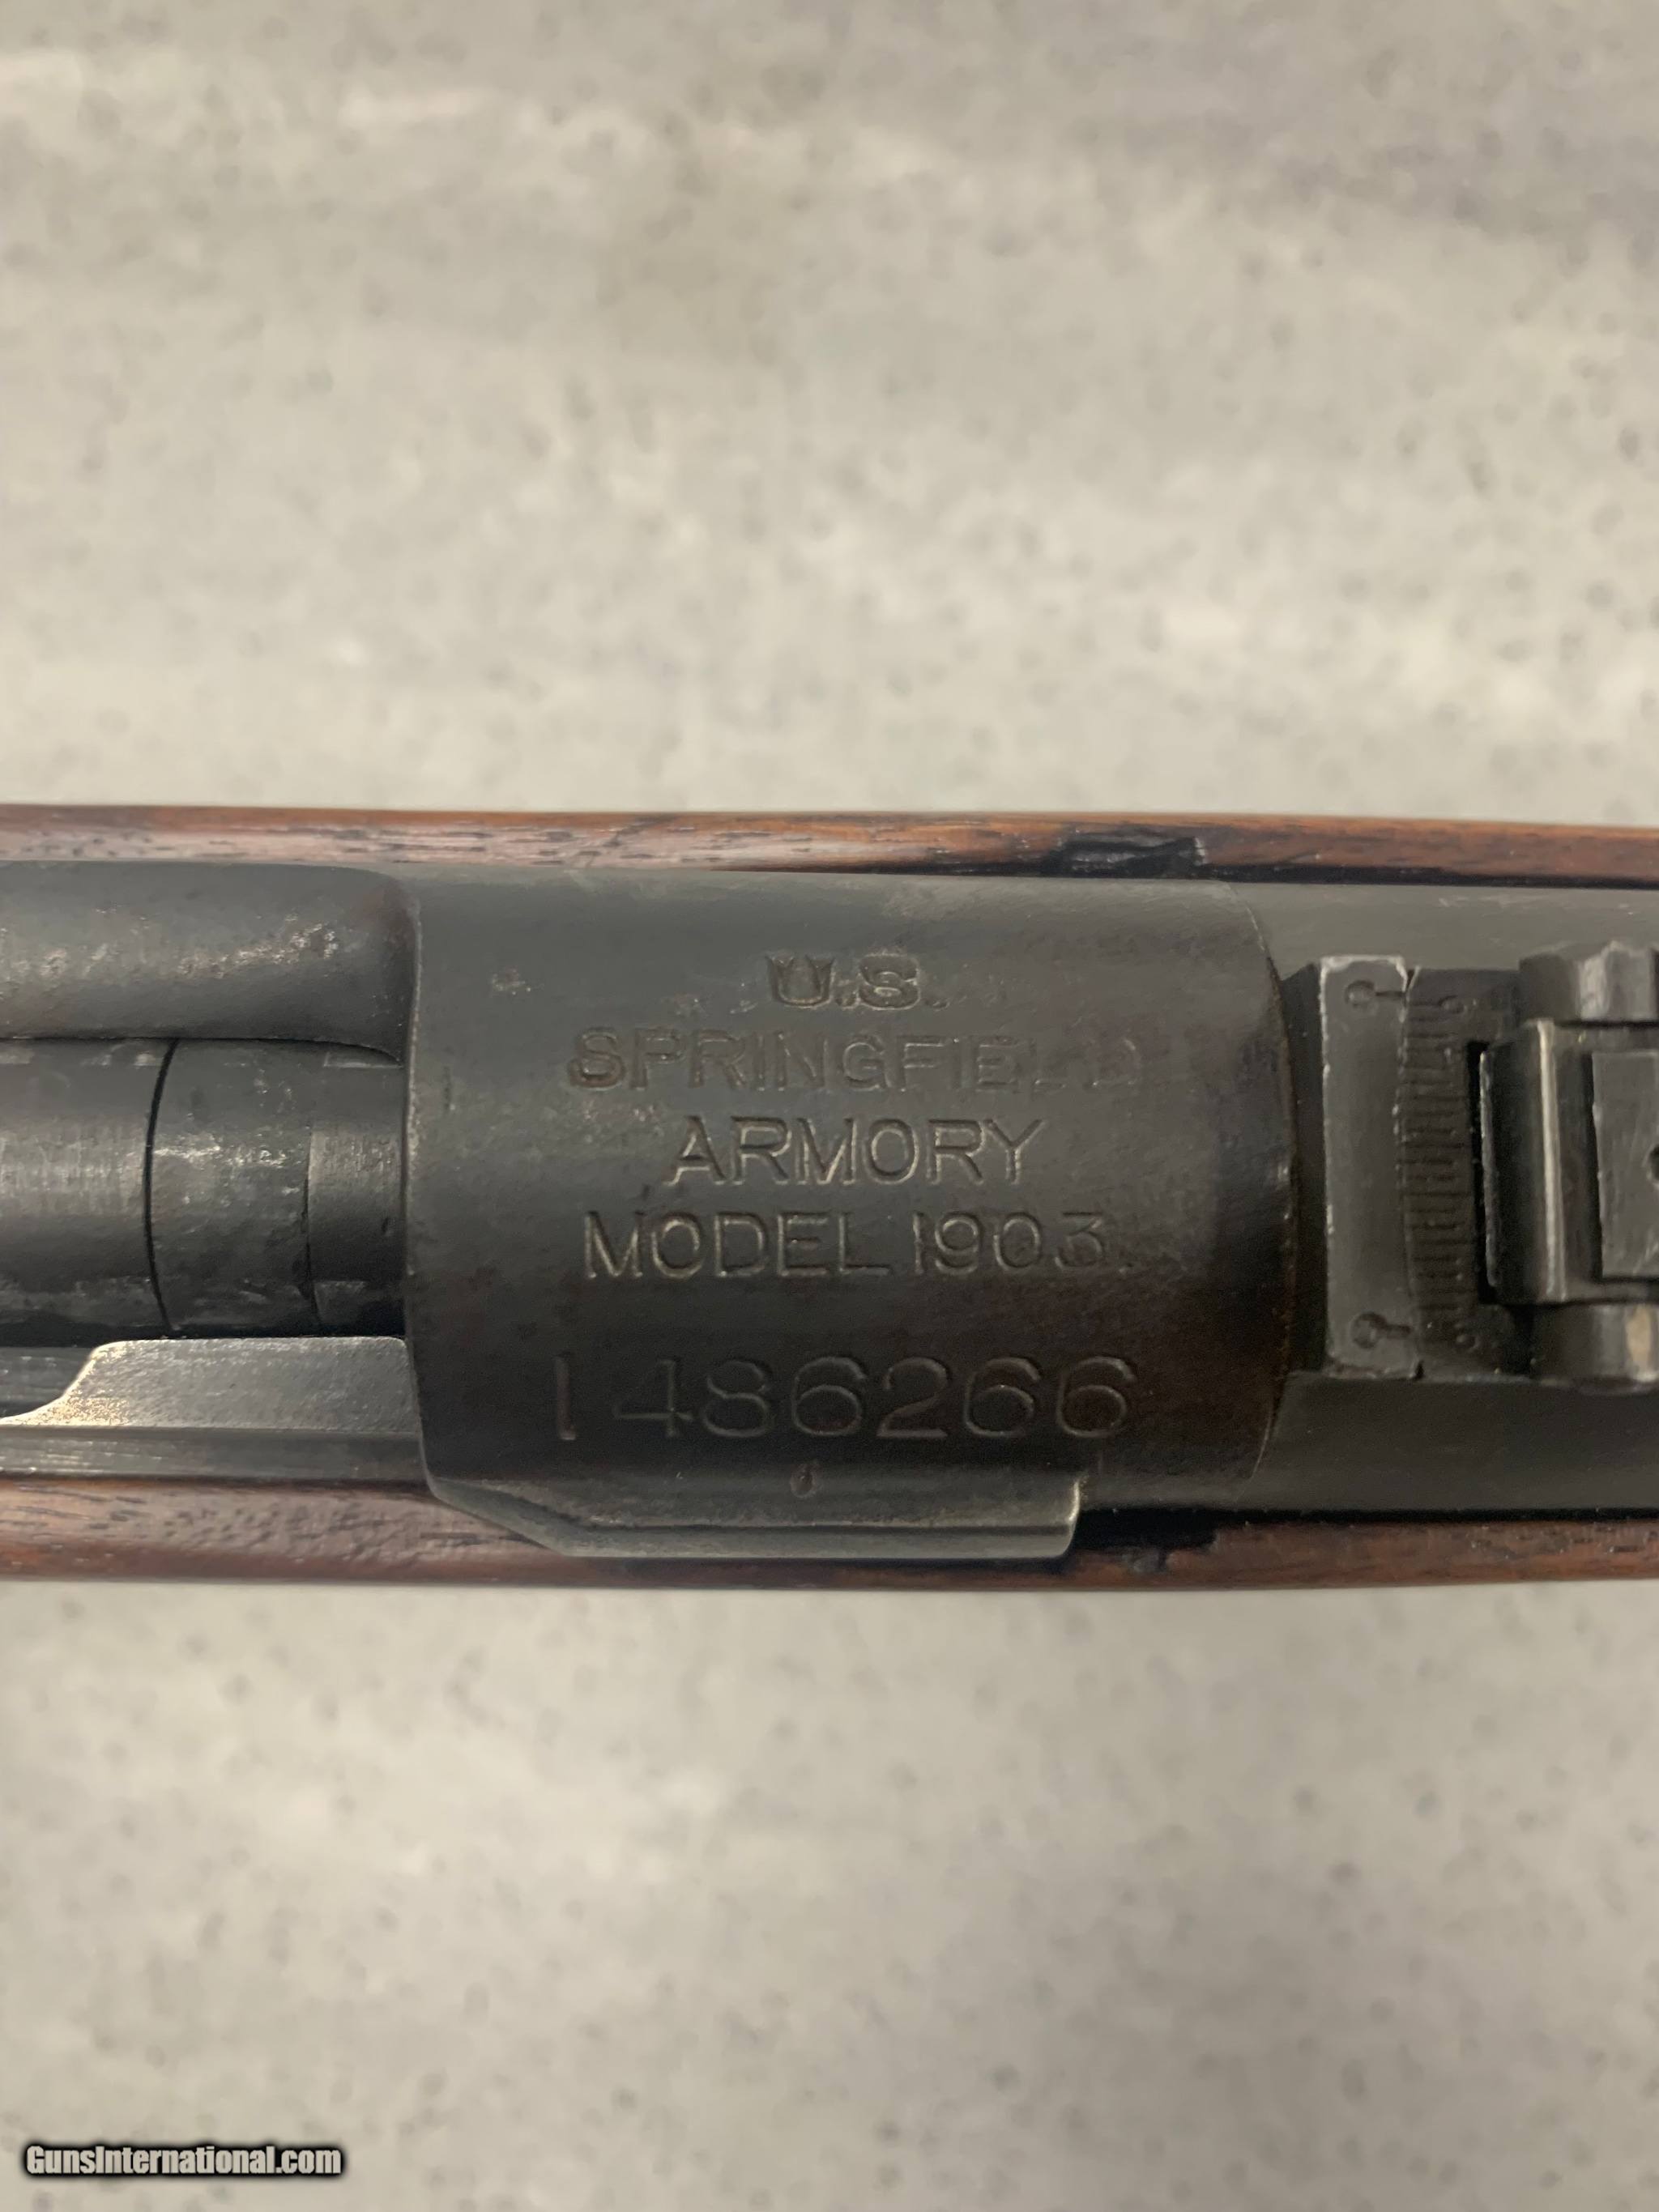 U.S.
SPRINGFIELD
ARMORY
MODEL 1903.
1486266
GunsInternational.com